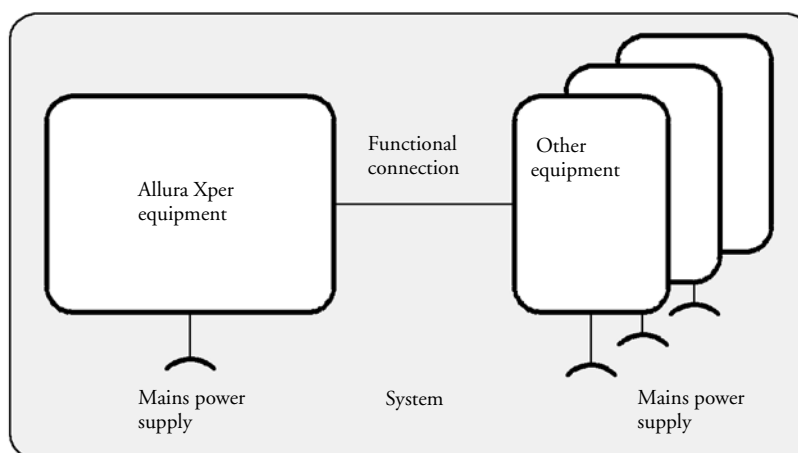 Allura Xper
equipment
Functional
connection
Other
equipment
Mains power
supply
System
Mains power
supply